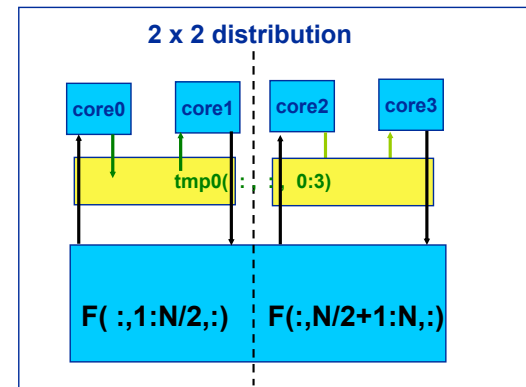 2 x 2 distribution
core0 core1 core2 core3
tmp0( : , : , 0:3)
F( :,1:N/2,:) F(:,N/2+1:N,:)